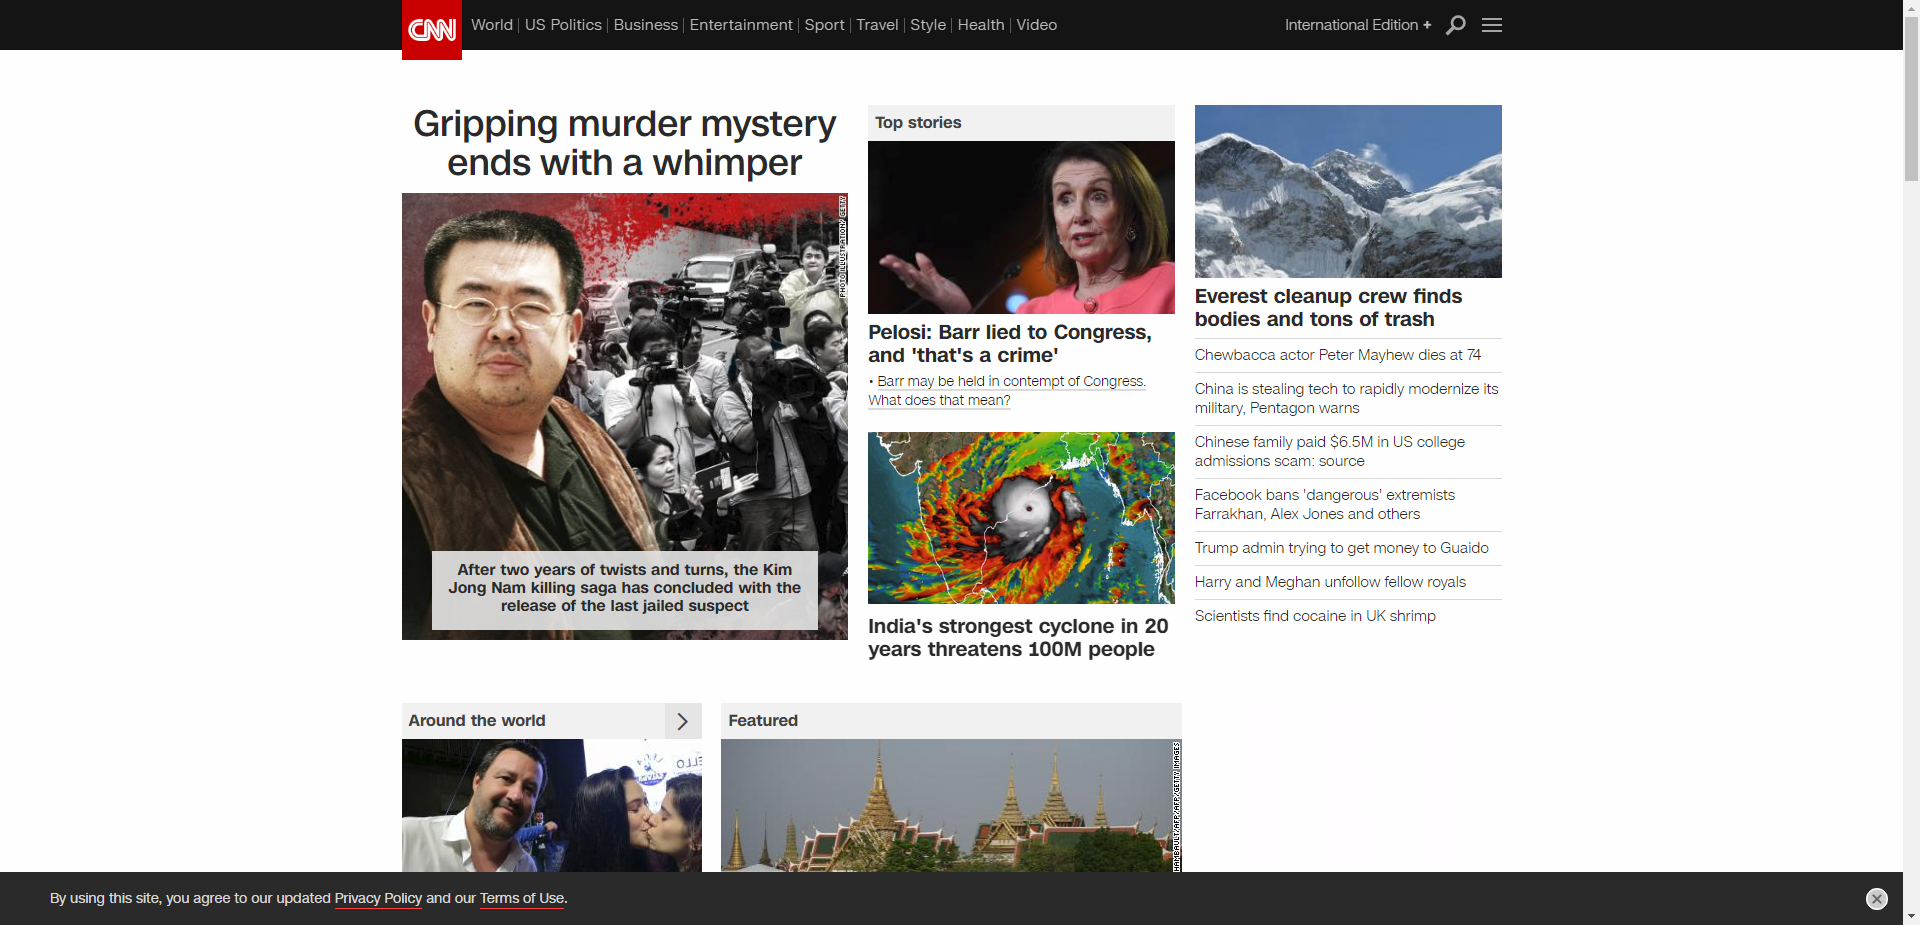 CNN
World
US Politics
Business
Entertainment
Sport
Travel
Style
Health
Video
International Edition +
Gripping murder mystery
ends with a whimper
PHOTO ILLUSTRATION/ GETTY
After two years of twists and turns, the Kim
Jong Nam killing saga has concluded with the
release of the last jailed suspect
Top stories
Pelosi: Barr lied to Congress,
and 'that's a crime'
• Barr may be held in contempt of Congress.
What does that mean?
India's strongest cyclone in 20
years threatens 100M people
Everest cleanup crew finds
bodies and tons of trash
Chewbacca actor Peter Mayhew dies at 74
China is stealing tech to rapidly modernize its
military, Pentagon warns
Chinese family paid $6.5M in US college
admissions scam: source
Facebook bans 'dangerous' extremists
Farrakhan, Alex Jones and others
Trump admin trying to get money to Guaido
Harry and Meghan unfollow fellow royals
Scientists find cocaine in UK shrimp
Around the world
Featured
/AFP/AFP/GETTY IMAGES
By using this site, you agree to our updated Privacy Policy and our Terms of Use.